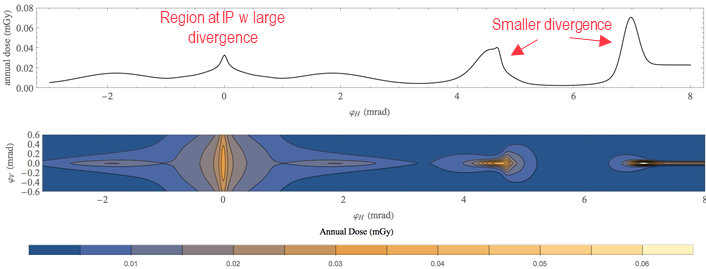 0.08
0.06
0.04
0.02
0.00
annual dose (mGy)
Region at IP w large
divergence
Smaller divergence
−2 0 2 4 6 8
φH (mrad)
0.6
0.4
0.2
0.0
−0.2
−0.4
−0.6
φV (mrad)
−2 0 2 4 6 8
φH (mrad)
Annual Dose (mGy)
0.01 0.02 0.03 0.04 0.05 0.06